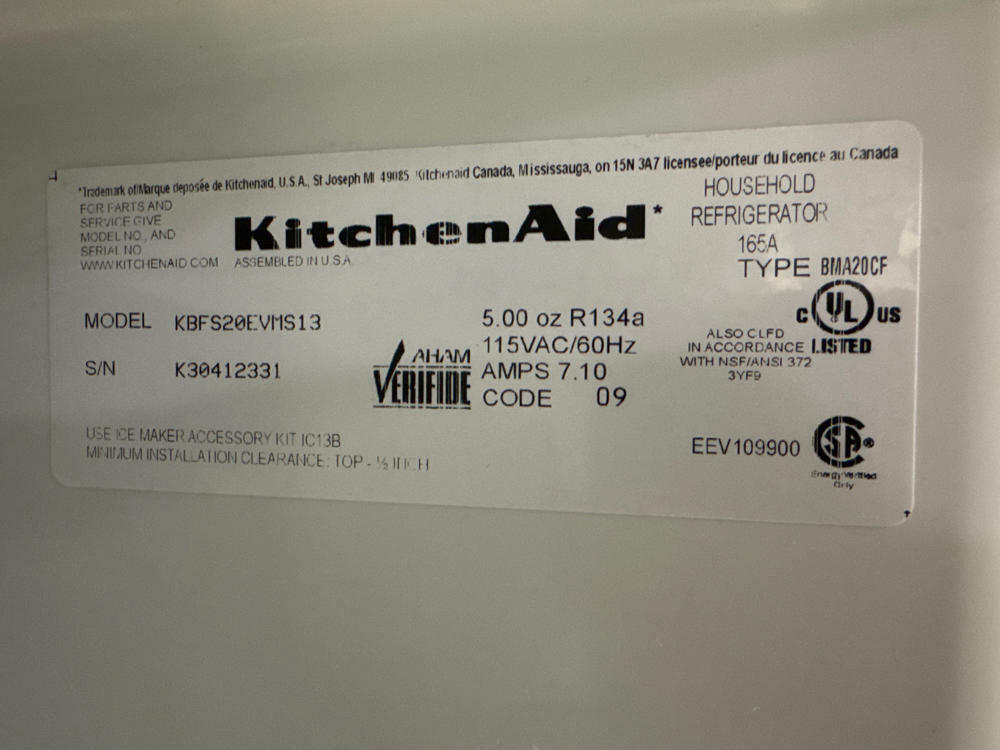 *Trademark of/Marque deposée de Kitchenaid, U.S.A., St Joseph MI 49085 Kitchenaid Canada, Mississauga, on 15N 3A7 licensee/porteur du licence au Canada
FOR PARTS AND
SERVICE GIVE
MODEL NO., AND
SERIAL NO.
WWW.KITCHENAID.COM
KitchenAid*
ASSEMBLED IN U.S.A.
HOUSEHOLD
REFRIGERATOR
165A
TYPE BMA20CF
MODEL KBFS20EVMS13
S/N K30412331
AHAM
VERIFIDE
5.00 oz R134a
115VAC/60Hz
AMPS 7.10
CODE 09
C UL US
LISTED
ALSO CLFD
IN ACCORDANCE
WITH NSF/ANSI 372
3YF9
USE ICE MAKER ACCESSORY KIT IC13B
MINIMUM INSTALLATION CLEARANCE: TOP - ½ INCH
EEV109900
SA®
Energy Verified
Only